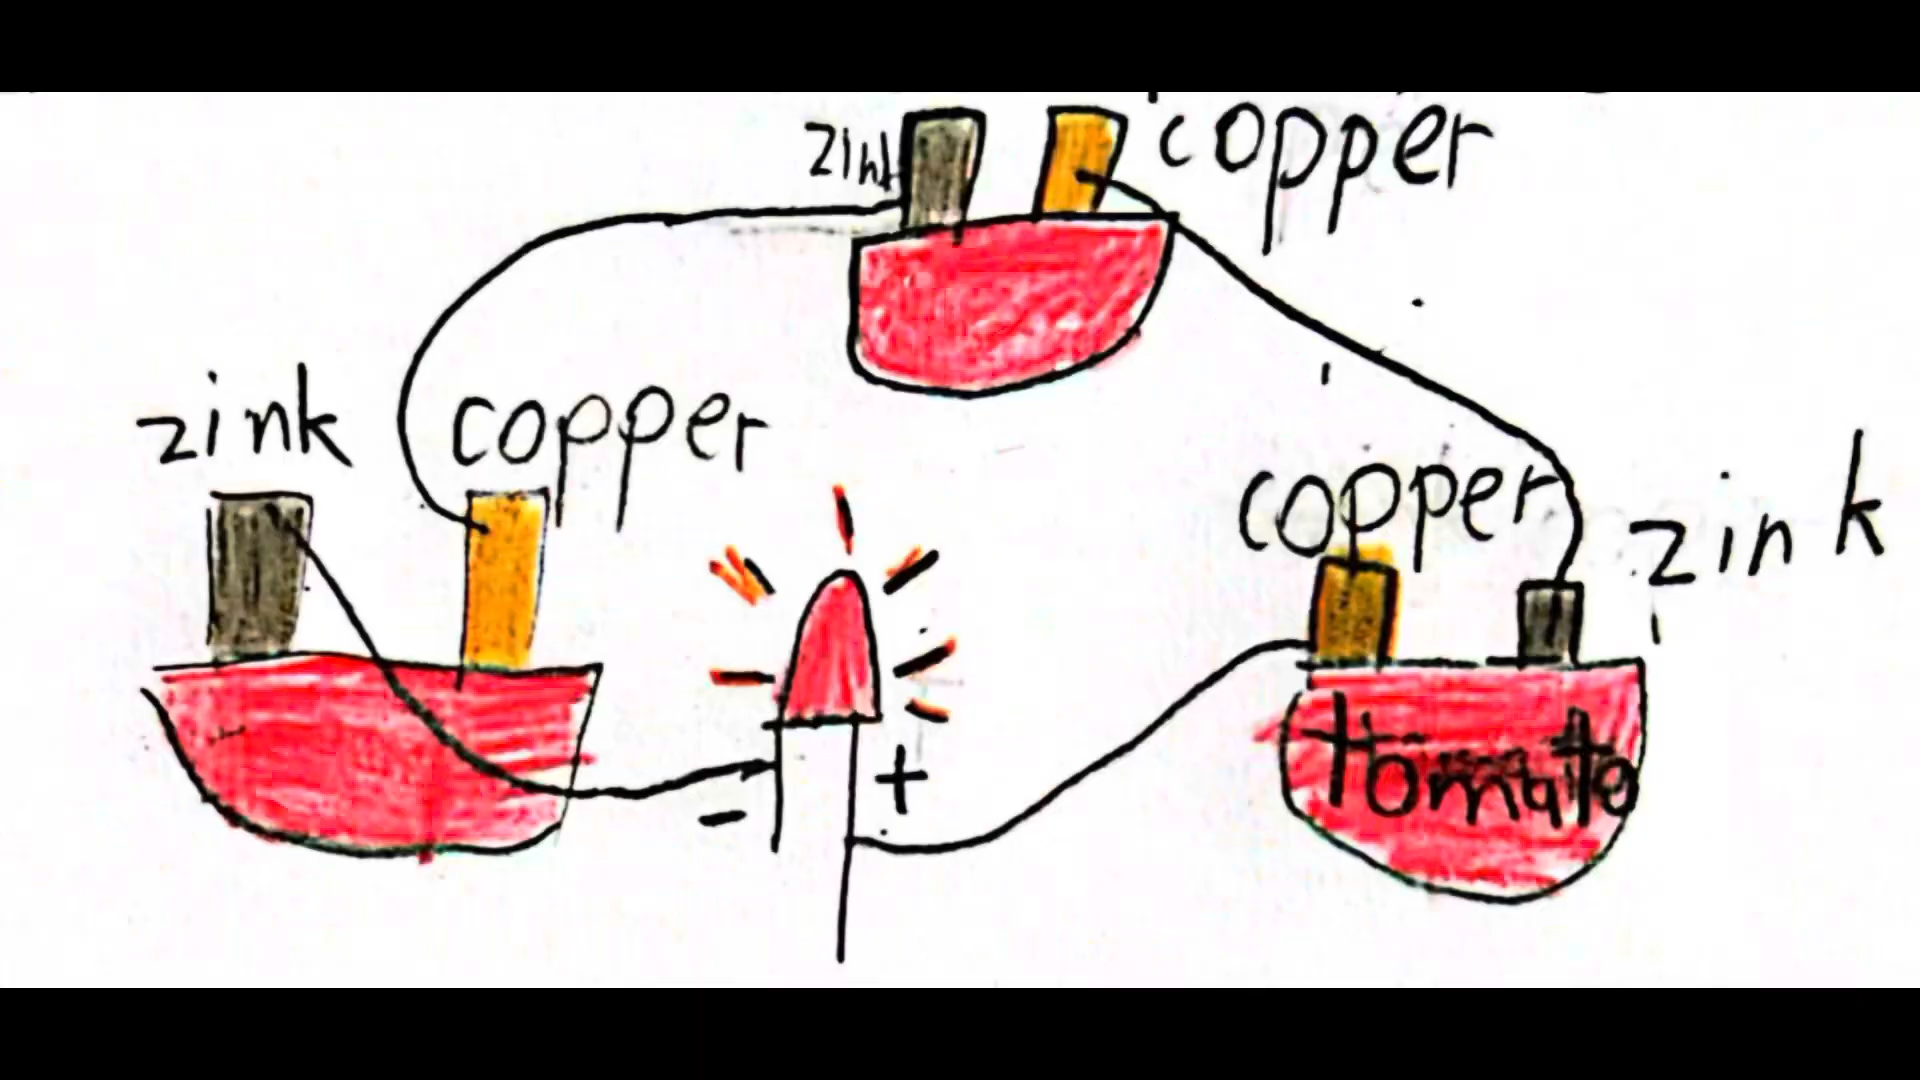 zink
copper
zink
copper
copper
zink
+
-
tomato